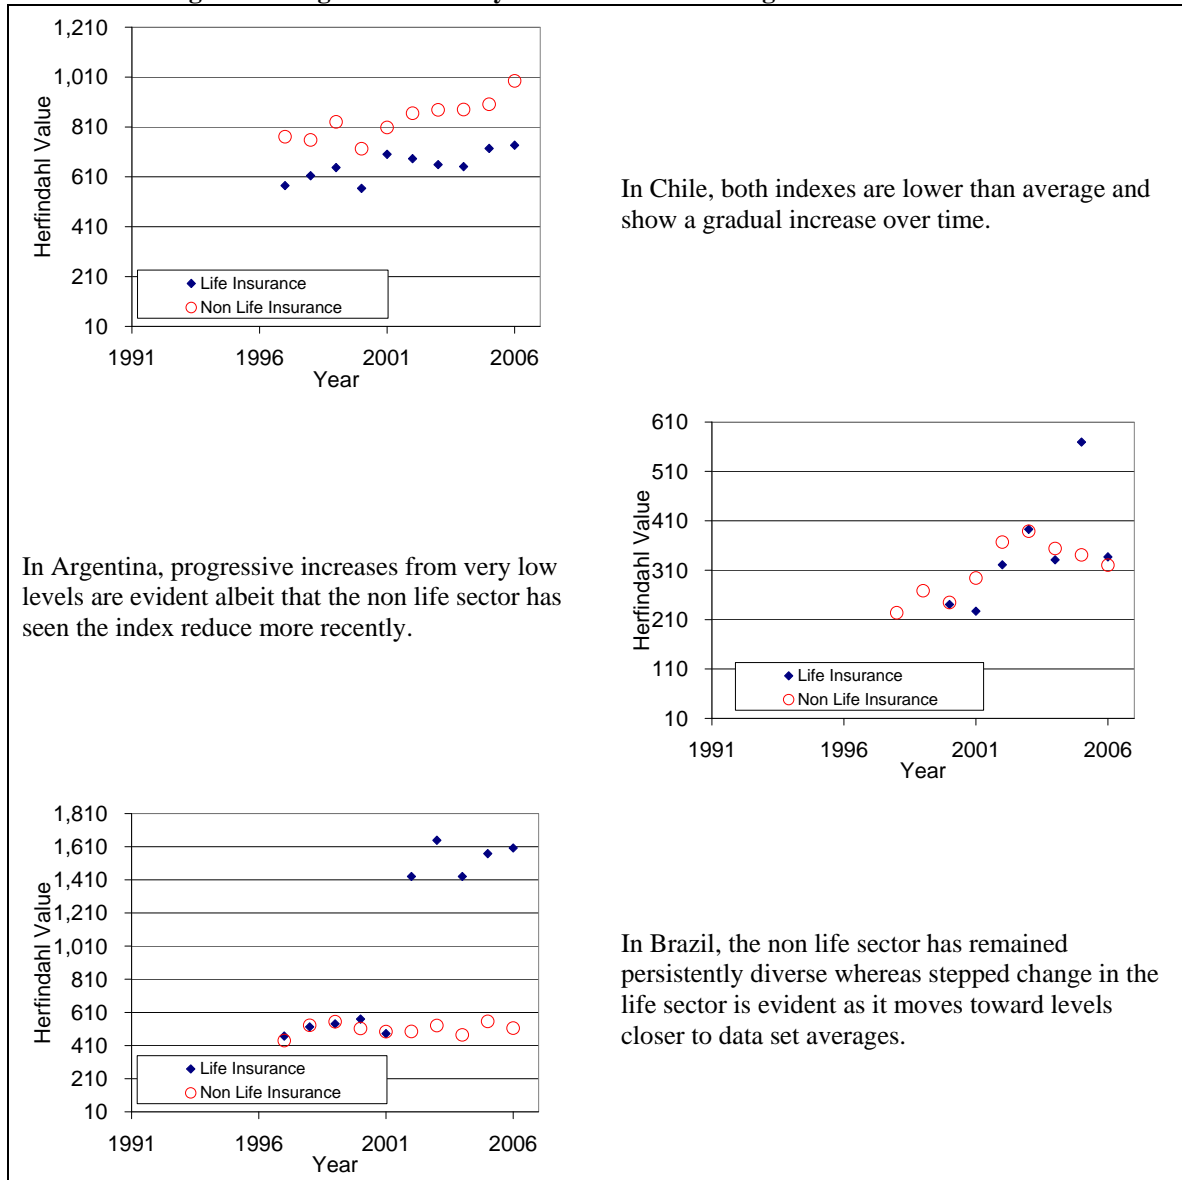 1,210
1,010
810
610
410
210
10
Herfindahl Value
Life Insurance
Non Life Insurance
1991 1996 2001 2006
Year
In Chile, both indexes are lower than average and
show a gradual increase over time.
In Argentina, progressive increases from very low
levels are evident albeit that the non life sector has
seen the index reduce more recently.
610
510
410
310
210
110
10
Herfindahl Value
Life Insurance
Non Life Insurance
1991 1996 2001 2006
Year
1,810
1,610
1,410
1,210
1,010
810
610
410
210
10
Herfindahl Value
Life Insurance
Non Life Insurance
1991 1996 2001 2006
Year
In Brazil, the non life sector has remained
persistently diverse whereas stepped change in the
life sector is evident as it moves toward levels
closer to data set averages.